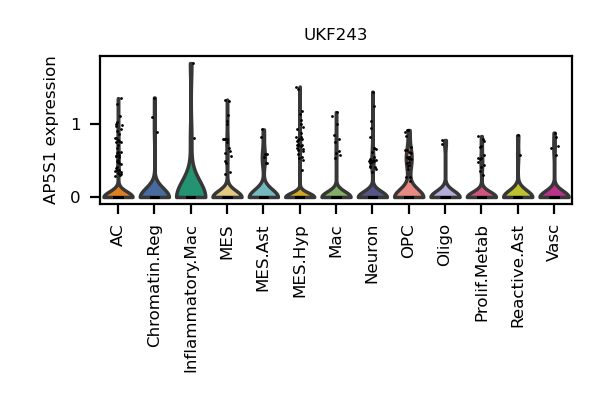 UKF243
AP5S1 expression
1
0
AC
Chromatin.Reg
Inflammatory.Mac
MES
MES.Ast
MES.Hyp
Mac
Neuron
OPC
Oligo
Prolif.Metab
Reactive.Ast
Vasc